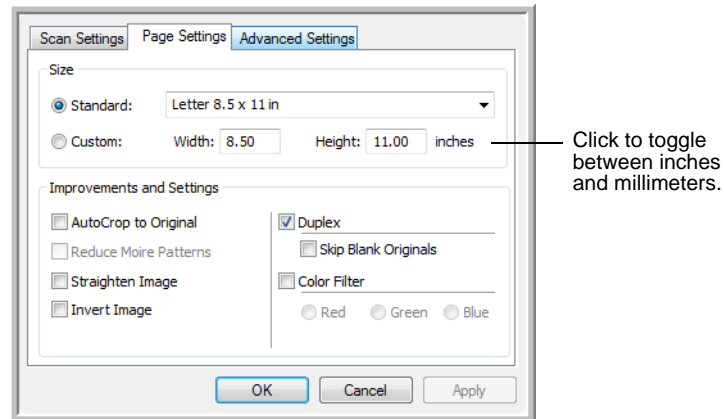 Scan Settings Page Settings Advanced Settings
Size
Standard: Letter 8.5 x 11 in
Custom: Width: 8.50 Height: 11.00 inches
Click to toggle
between inches
and millimeters.
Improvements and Settings
AutoCrop to Original
Reduce Moire Patterns
Straighten Image
Invert Image
Duplex
Skip Blank Originals
Color Filter
Red Green Blue
OK Cancel Apply